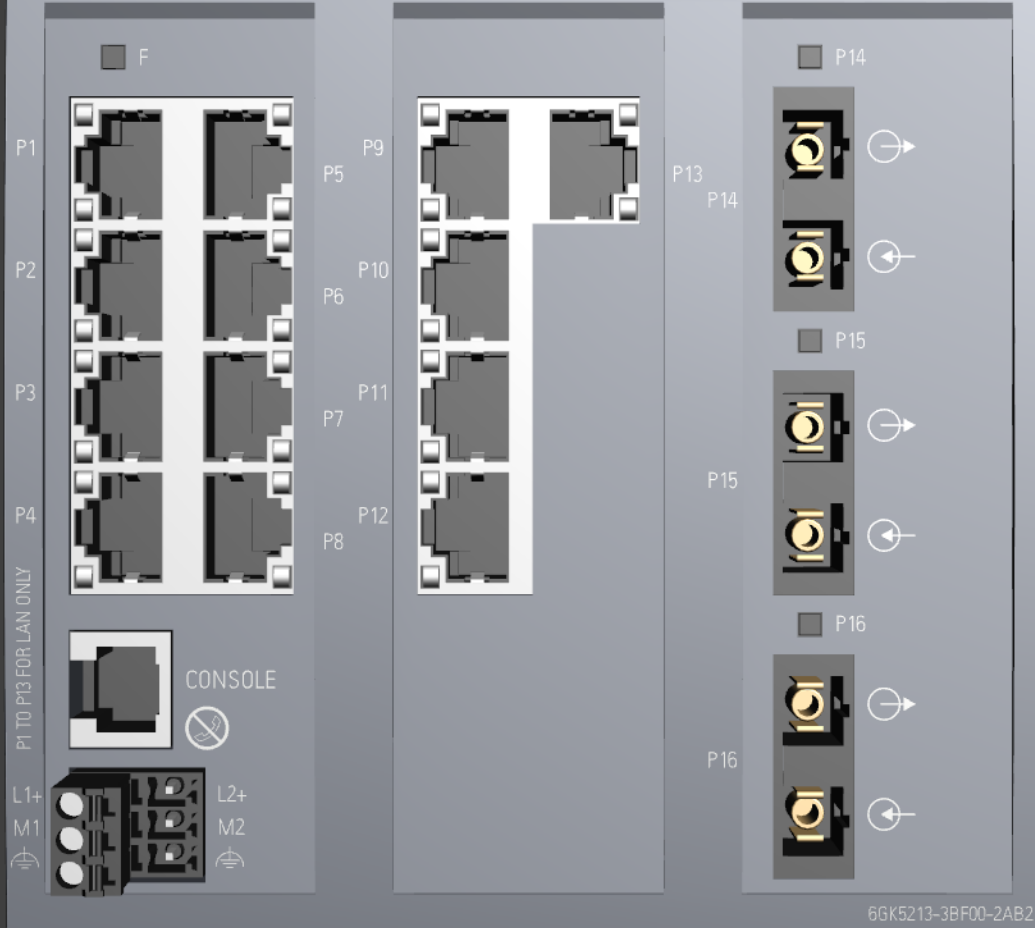 F
P14
P1
P5
P9
P13
P14
P2
P6
P10
P15
P3
P7
P11
P15
P4
P8
P12
P16
P1 TO P13 FOR LAN ONLY
CONSOLE
P16
L1+
L2+
M1
M2
6GK5213-3BF00-2AB2